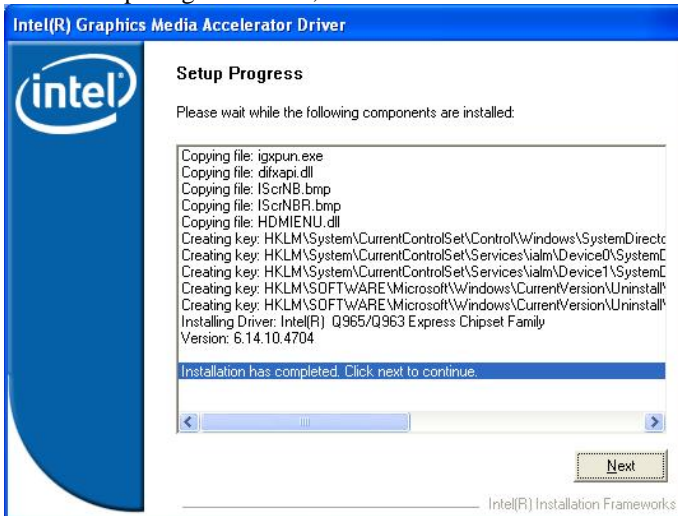 Intel(R) Graphics Media Accelerator Driver
intel
Setup Progress
Please wait while the following components are installed:
Copying file: igxpun.exe
Copying file: difxapi.dll
Copying file: IScrNB.bmp
Copying file: IScrNBR.bmp
Copying file: HDMIENU.dll
Creating key: HKLM\System\CurrentControlSet\Control\Windows\SystemDirecto
Creating key: HKLM\System\CurrentControlSet\Services\ialm\Device0\SystemD
Creating key: HKLM\System\CurrentControlSet\Services\ialm\Device1\SystemD
Creating key: HKLM\SOFTWARE\Microsoft\Windows\CurrentVersion\Uninstall\
Creating key: HKLM\SOFTWARE\Microsoft\Windows\CurrentVersion\Uninstall\
Installing Driver: Intel(R) Q965/Q963 Express Chipset Family
Version: 6.14.10.4704
Installation has completed. Click next to continue.
Next
Intel(R) Installation Frameworks